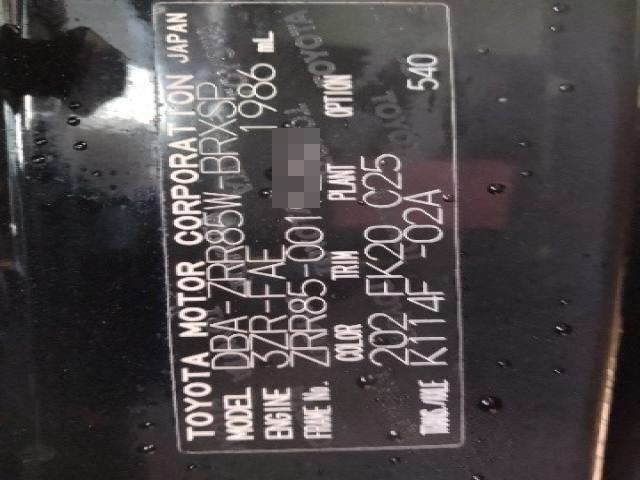 TOYOTA MOTOR CORPORATION JAPAN
MODEL DBA-ZRR85W-BRXSP
ENGINE 3ZR-FAE 1986 mL
FRAME No. ZRR85-001
COLOR TRIM PLANT OPTION
202 FK20 C25 540
TRANS/AXLE K114F -02A